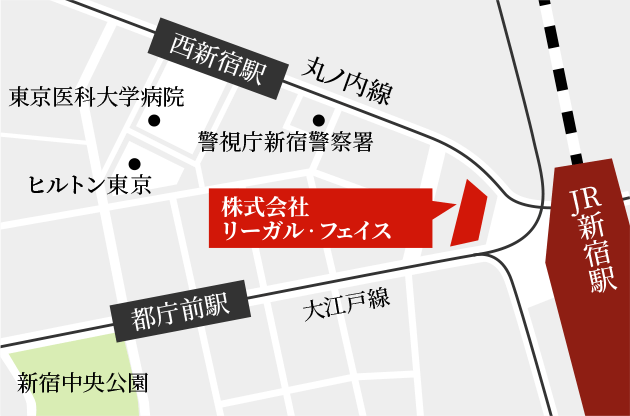 西新宿駅
丸ノ内線
東京医科大学病院
警視庁新宿警察署
ヒルトン東京
株式会社
リーガル・フェイス
JR新宿駅
都庁前駅
大江戸線
新宿中央公園